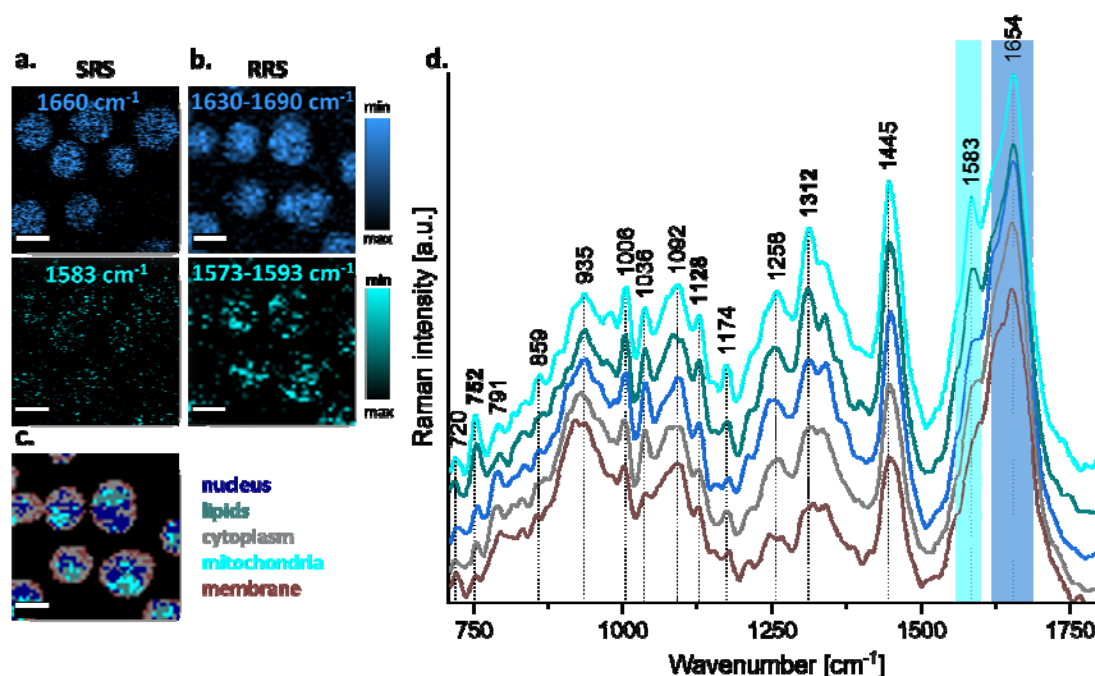 a.
SRS
b.
RRS
1660 cm⁻¹
1630-1690 cm⁻¹
min
max
1583 cm⁻¹
1573-1593 cm⁻¹
min
max
c.
nucleus
lipids
cytoplasm
mitochondria
membrane
d.
Raman intensity [a.u.]
720
752
791
859
935
1006
1036
1092
1128
1174
1258
1312
1445
1583
1654
750
1000
1250
1500
1750
Wavenumber [cm⁻¹]